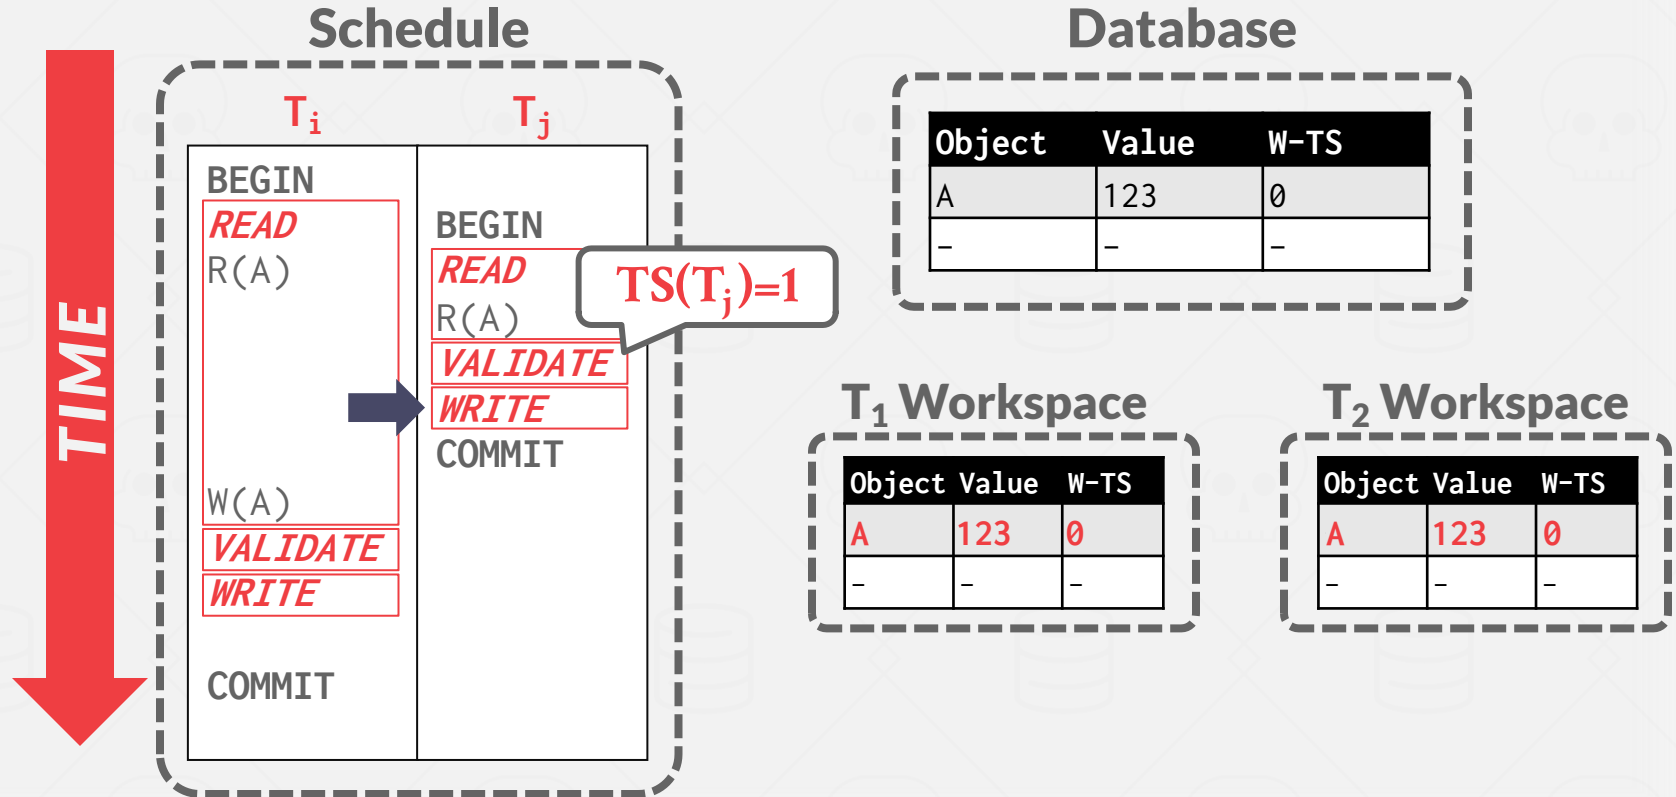 Schedule
TIME
Ti Tj
BEGIN
READ
R(A)
W(A)
VALIDATE
WRITE
COMMIT
BEGIN
READ
R(A)
VALIDATE
WRITE
COMMIT
TS(Tj)=1
Database
Object Value W-TS
A 123 0
- - -
T1 Workspace
Object Value W-TS
A 123 0
- - -
T2 Workspace
Object Value W-TS
A 123 0
- - -